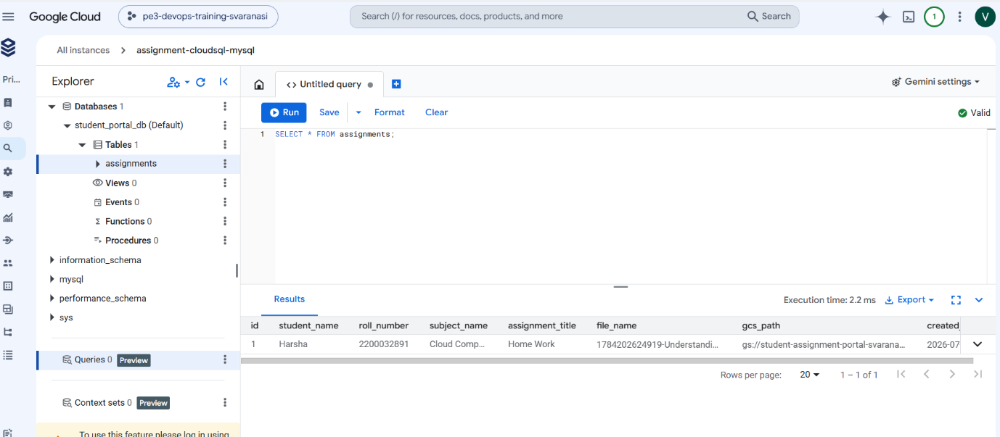 Google Cloud
pe3-devops-training-svaranasi
Search (/) for resources, docs, products, and more
Search
1
V
All instances
assignment-cloudsql-mysql
Pri...
Explorer
Untitled query
Gemini settings
Run
Save
Format
Clear
Valid
Databases 1
student_portal_db (Default)
Tables 1
assignments
Views 0
Events 0
Functions 0
Procedures 0
information_schema
mysql
performance_schema
sys
Queries 0 Preview
Context sets 0 Preview
To use this feature please log in using
1 SELECT * FROM assignments;
Results
Execution time: 2.2 ms
Export
id student_name roll_number subject_name assignment_title file_name gcs_path created_
1 Harsha 2200032891 Cloud Comp... Home Work 1784202624919-Understandi... gs://student-assignment-portal-svarana... 2026-07
Rows per page: 20 1 – 1 of 1